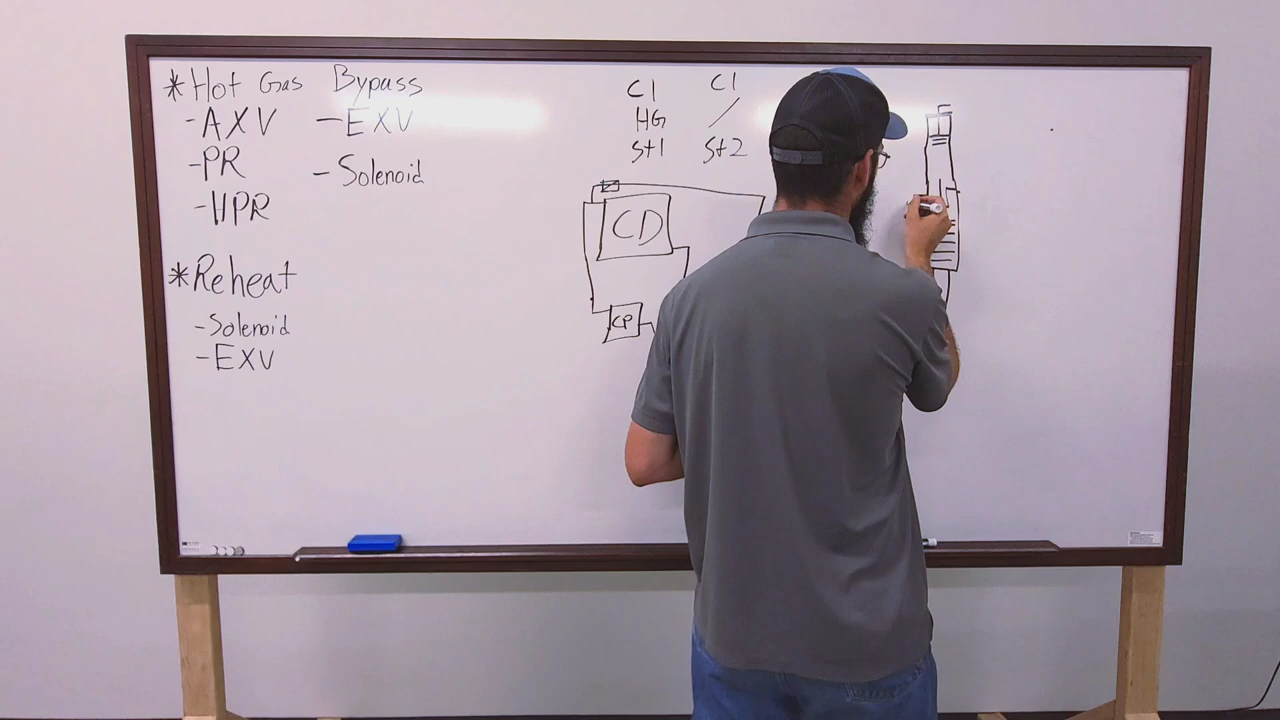 *Hot Gas Bypass
-AXV
-EXV
-PR
-Solenoid
-HPR
*Reheat
-Solenoid
-EXV
C1
HG
St1
C1
/
St2
CD
CP